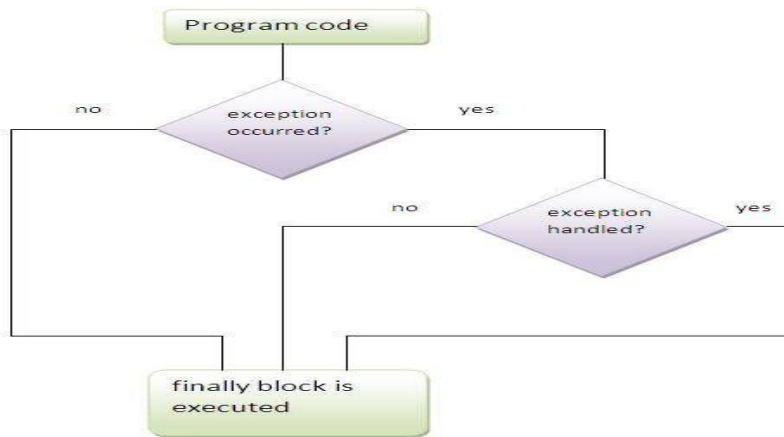 Program code
no
exception
occurred?
yes
no
exception
handled?
yes
finally block is
executed